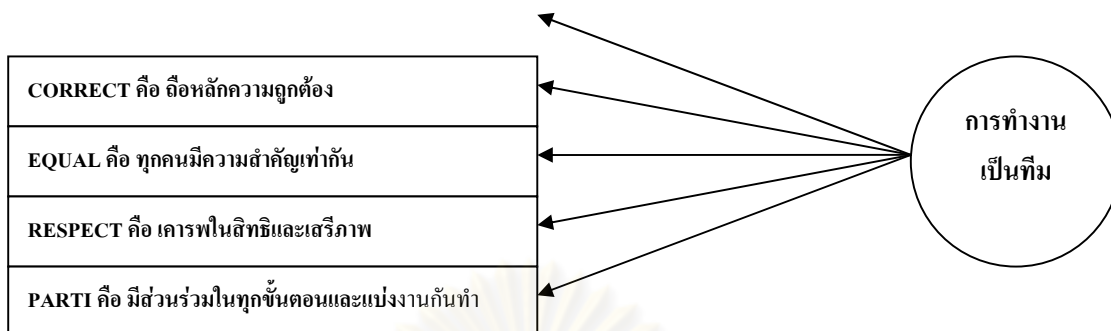 CORRECT คือ ถือหลักความถูกต้อง
EQUAL คือ ทุกคนมีความสำคัญเท่ากัน
RESPECT คือ เคารพในสิทธิและเสรีภาพ
PARTI คือ มีส่วนร่วมในทุกขั้นตอนและแบ่งงานกันทำ
การทำงาน
เป็นทีม